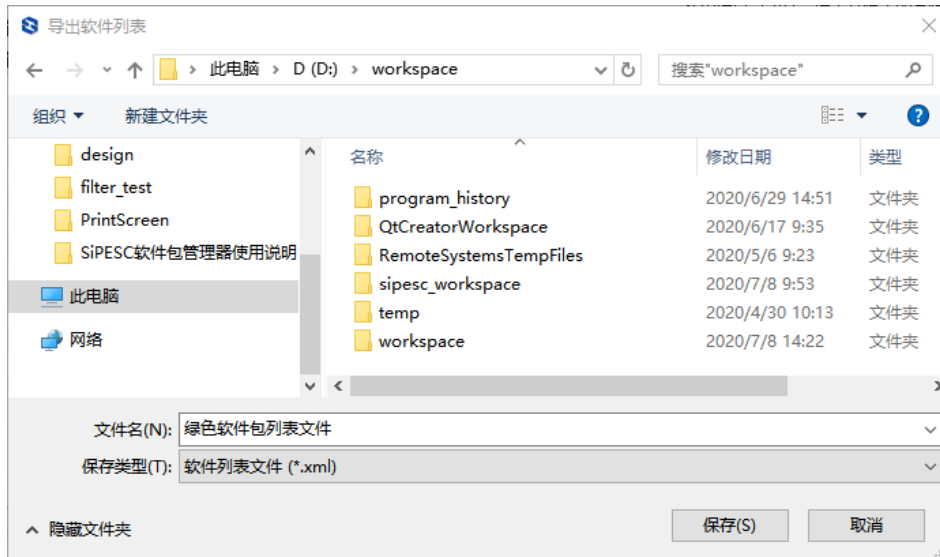 导出软件列表
此电脑 D (D:) workspace 搜索"workspace"
组织 新建文件夹
design
filter_test
PrintScreen
SiPESC软件包管理器使用说明
此电脑
网络
名称 修改日期 类型
program_history 2020/6/29 14:51 文件夹
QtCreatorWorkspace 2020/6/17 9:35 文件夹
RemoteSystemsTempFiles 2020/5/6 9:23 文件夹
sipesc_workspace 2020/7/8 9:53 文件夹
temp 2020/4/30 10:13 文件夹
workspace 2020/7/8 14:22 文件夹
文件名(N): 绿色软件包列表文件
保存类型(T): 软件列表文件 (*.xml)
隐藏文件夹 保存(S) 取消